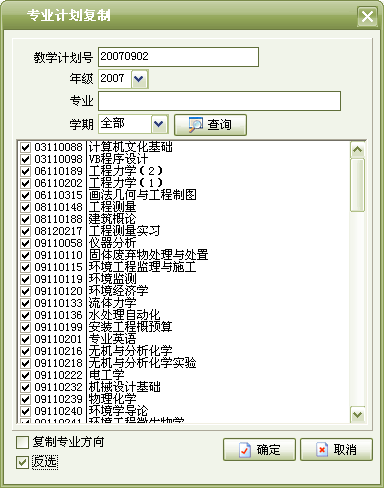 专业计划复制
教学计划号 20070902
年级 2007
专业
学期 全部 查询
03110088 计算机文化基础
03110098 VB程序设计
06110189 工程力学（2）
06110202 工程力学（1）
06110315 画法几何与工程制图
08110148 工程测量
08110188 建筑概论
08120217 工程测量实习
09110058 仪器分析
09110110 固体废弃物处理与处置
09110115 环境工程监理与施工
09110119 环境监测
09110120 环境经济学
09110133 流体力学
09110136 水处理自动化
09110199 安装工程概预算
09110201 专业英语
09110216 无机与分析化学
09110218 无机与分析化学实验
09110222 电工学
09110232 机械设计基础
09110239 物理化学
09110240 环境学导论
09110241 环境工程微生物学
复制专业方向
反选 确定 取消